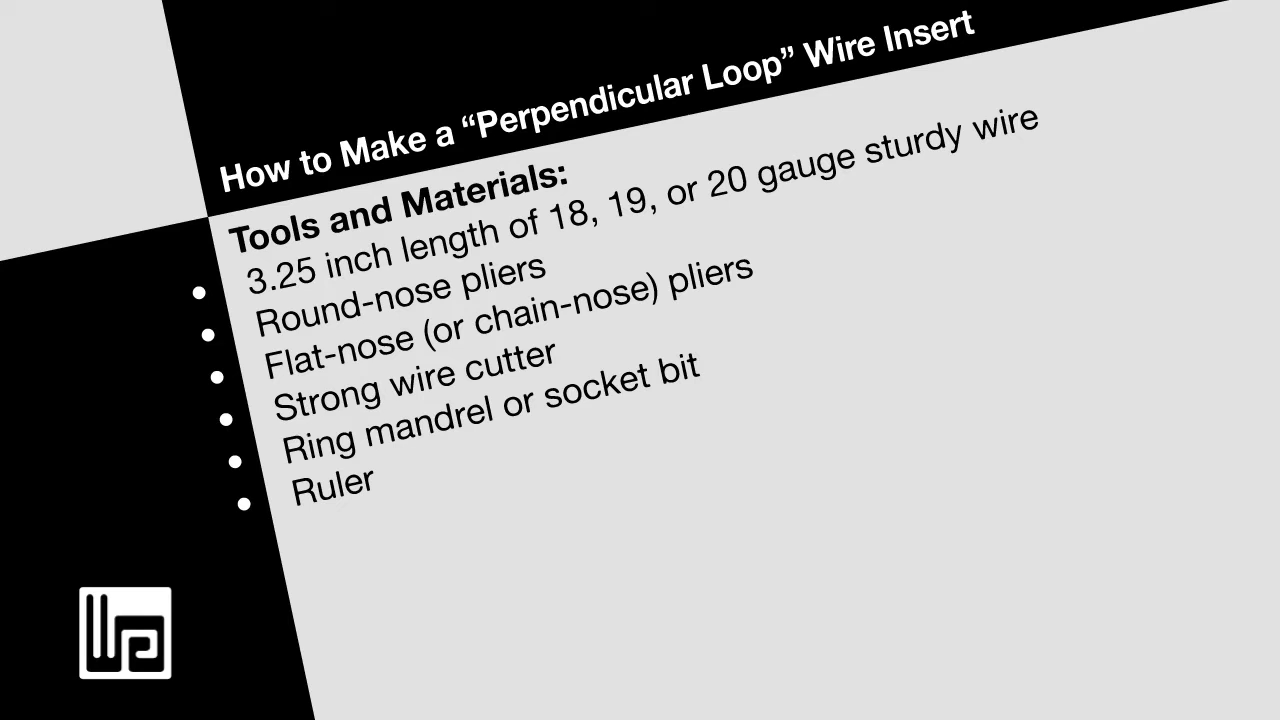 How to Make a “Perpendicular Loop” Wire Insert
Tools and Materials:
• 3.25 inch length of 18, 19, or 20 gauge sturdy wire
• Round-nose pliers
• Flat-nose (or chain-nose) pliers
• Strong wire cutter
• Ring mandrel or socket bit
• Ruler